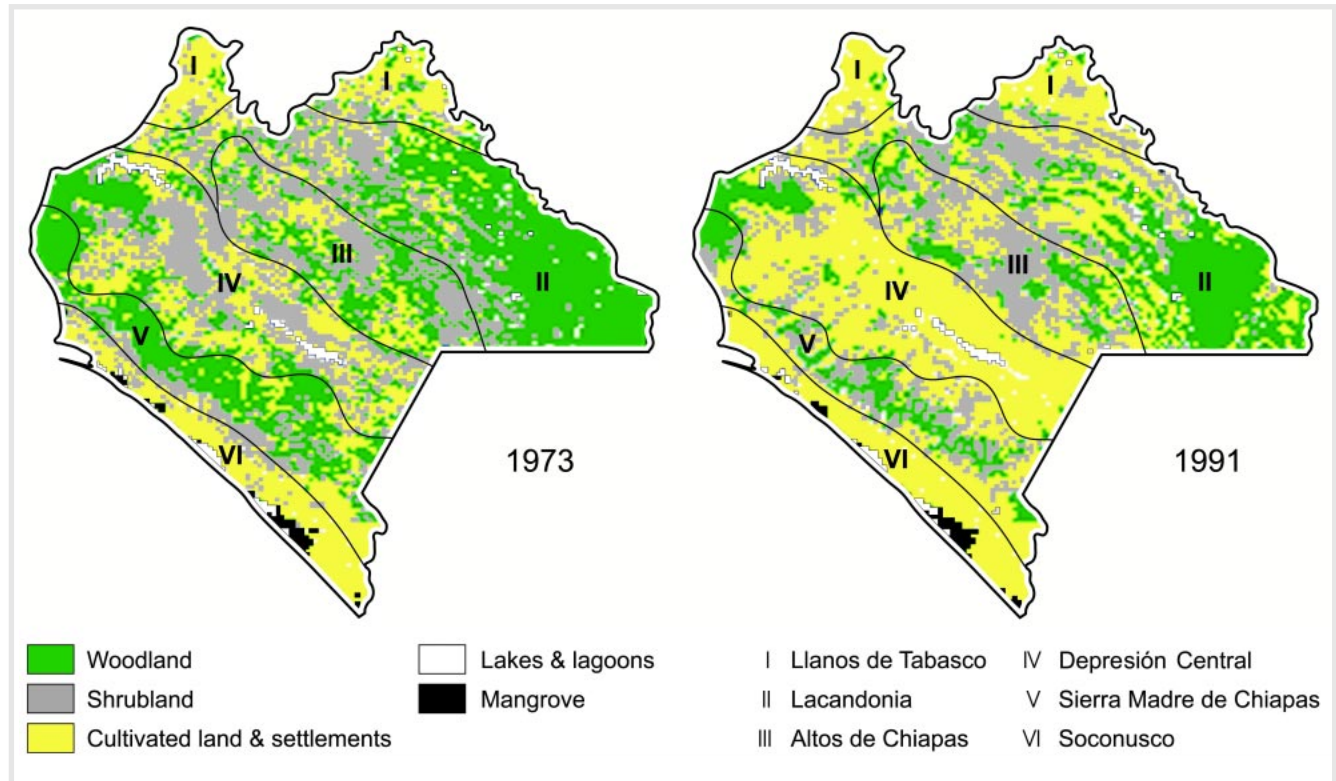 I
I
II
III
IV
V
VI
1973
I
I
II
III
IV
V
VI
1991
Woodland
Shrubland
Cultivated land & settlements
Lakes & lagoons
Mangrove
I Llanos de Tabasco
II Lacandonia
III Altos de Chiapas
IV Depresión Central
V Sierra Madre de Chiapas
VI Soconusco